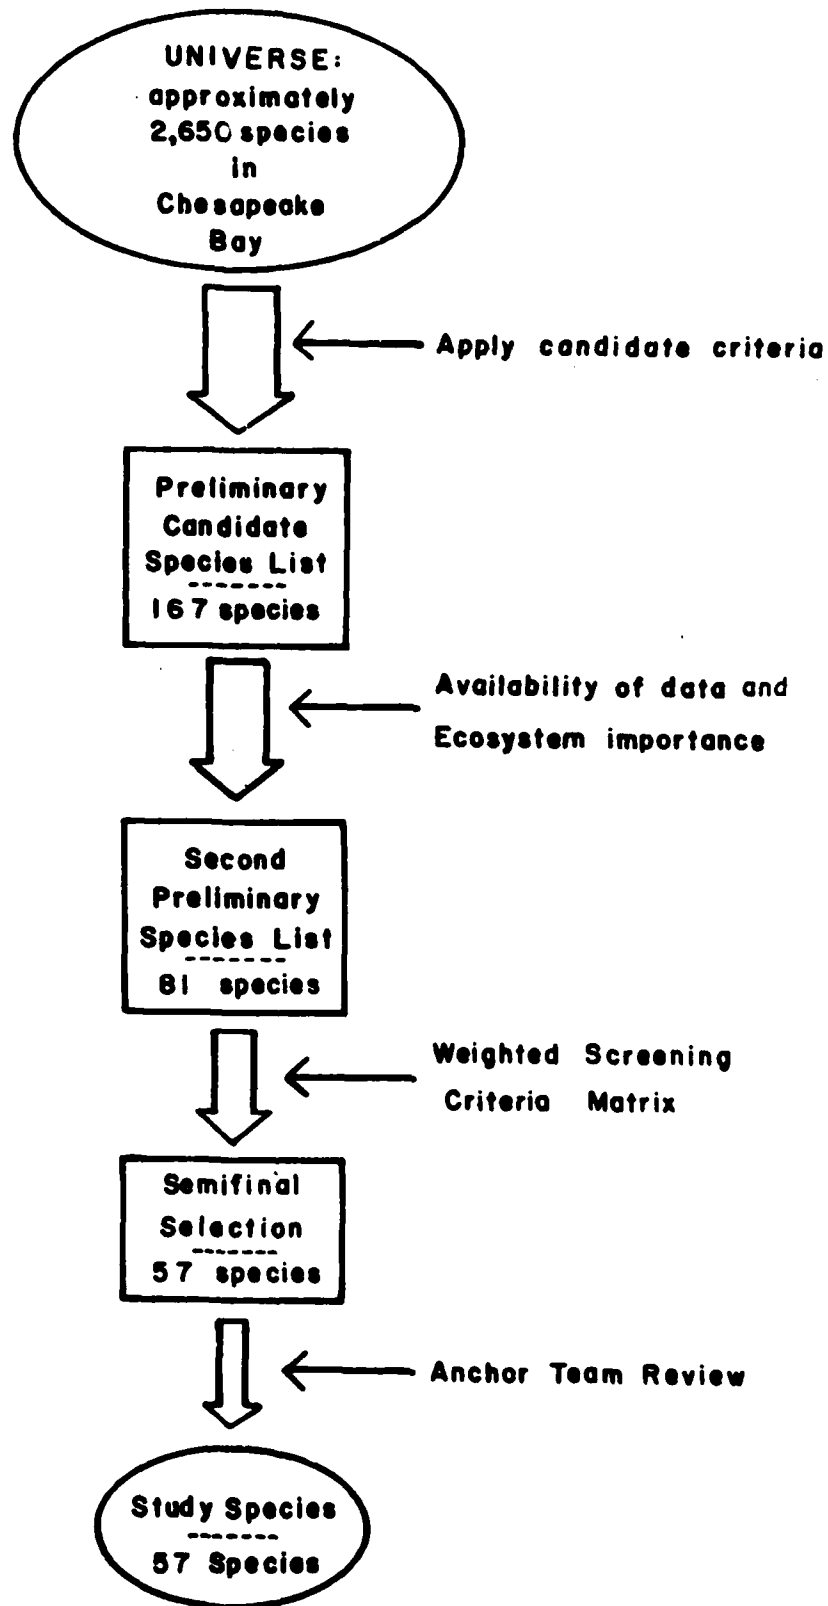 UNIVERSE:
approximately
2,650 species
in
Chesapeake
Bay
Apply candidate criteria
Preliminary
Candidate
Species List
167 species
Availability of data and
Ecosystem importance
Second
Preliminary
Species List
81 species
Weighted Screening
Criteria Matrix
Semifinal
Selection
57 species
Anchor Team Review
Study Species
57 Species